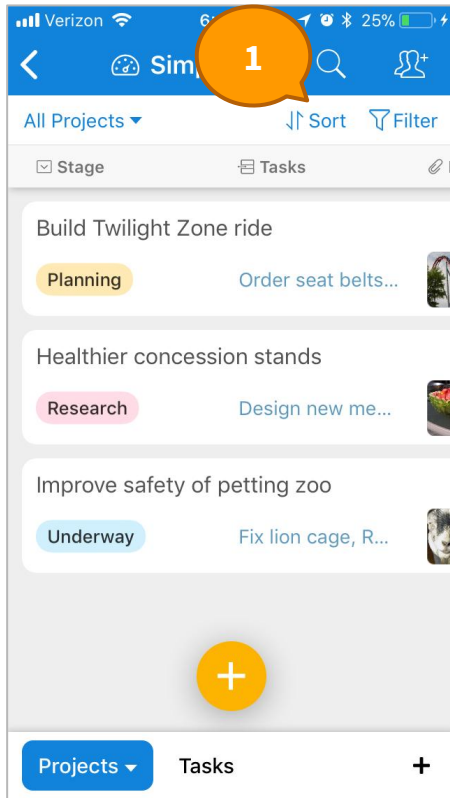 Verizon 6: 25%
Sim
1
All Projects Sort Filter
Stage Tasks
Build Twilight Zone ride
Planning Order seat belts...
Healthier concession stands
Research Design new me...
Improve safety of petting zoo
Underway Fix lion cage, R...
+
Projects Tasks +